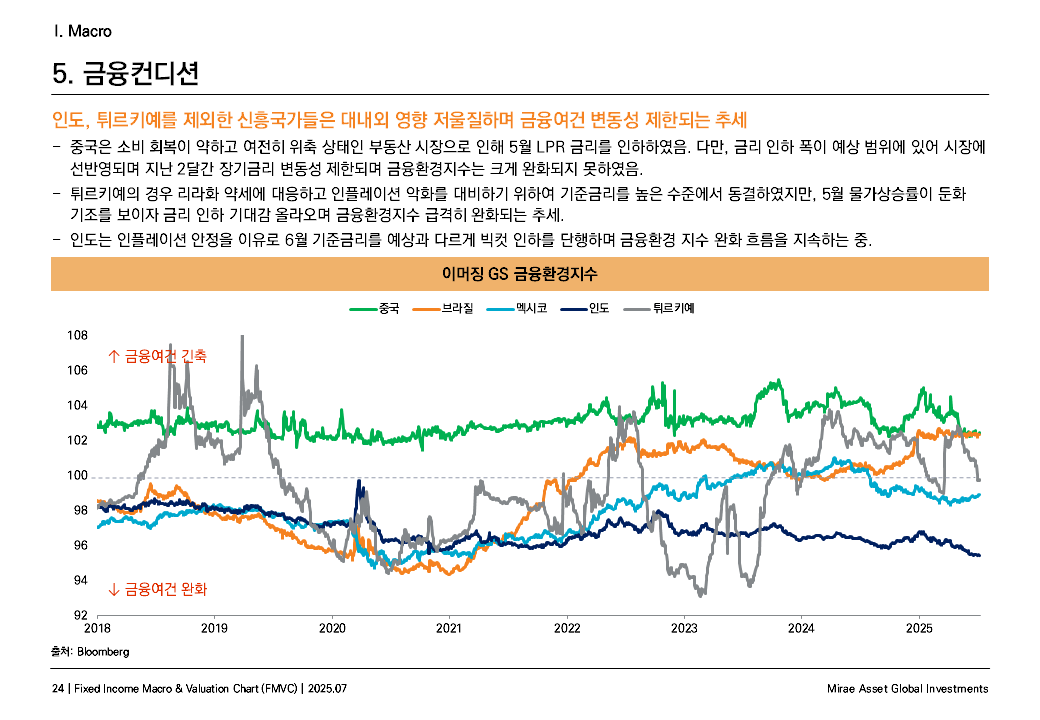 I. Macro
5. 금융컨디션
인도, 튀르키예를 제외한 신흥국가들은 대내외 영향 저울질하며 금융여건 변동성 제한되는 추세
− 중국은 소비 회복이 약하고 여전히 위축 상태인 부동산 시장으로 인해 5월 LPR 금리를 인하하였음. 다만, 금리 인하 폭이 예상 범위에 있어 시장에
선반영되며 지난 2달간 장기금리 변동성 제한되며 금융환경지수는 크게 완화되지 못하였음.
− 튀르키예의 경우 리라화 약세에 대응하고 인플레이션 악화를 대비하기 위하여 기준금리를 높은 수준에서 동결하였지만, 5월 물가상승률이 둔화
기조를 보이자 금리 인하 기대감 올라오며 금융환경지수 급격히 완화되는 추세.
− 인도는 인플레이션 안정을 이유로 6월 기준금리를 예상과 다르게 빅컷 인하를 단행하며 금융환경 지수 완화 흐름을 지속하는 중.
이머징 GS 금융환경지수
중국 브라질 멕시코 인도 튀르키예
108
↑ 금융여건 긴축
106
104
102
100
98
96
94
↓ 금융여건 완화
92
2018 2019 2020 2021 2022 2023 2024 2025
출처: Bloomberg
24 | Fixed Income Macro & Valuation Chart (FMVC) | 2025.07 Mirae Asset Global Investments